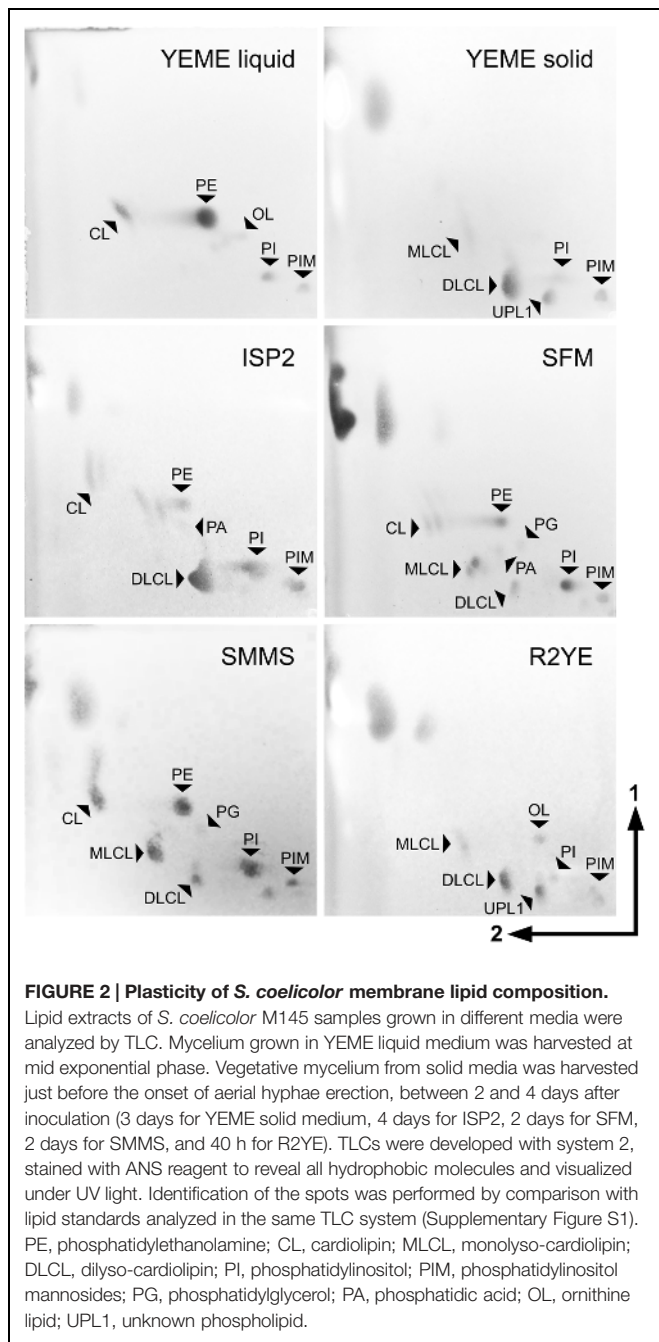 YEME liquid
PE
OL
CL
PI
PIM
YEME solid
MLCL
PI
PIM
DLCL
UPL1
ISP2
PE
CL
PA
PI
PIM
DLCL
SFM
PE
PG
CL
MLCL
PA
PI
PIM
DLCL
SMMS
PE
CL
PG
PI
MLCL
PIM
DLCL
R2YE
OL
MLCL
PI
PIM
DLCL
UPL1
1
2
FIGURE 2 | Plasticity of S. coelicolor membrane lipid composition.
Lipid extracts of S. coelicolor M145 samples grown in different media were
analyzed by TLC. Mycelium grown in YEME liquid medium was harvested at
mid exponential phase. Vegetative mycelium from solid media was harvested
just before the onset of aerial hyphae erection, between 2 and 4 days after
inoculation (3 days for YEME solid medium, 4 days for ISP2, 2 days for SFM,
2 days for SMMS, and 40 h for R2YE). TLCs were developed with system 2,
stained with ANS reagent to reveal all hydrophobic molecules and visualized
under UV light. Identification of the spots was performed by comparison with
lipid standards analyzed in the same TLC system (Supplementary Figure S1).
PE, phosphatidylethanolamine; CL, cardiolipin; MLCL, monolyso-cardiolipin;
DLCL, dilyso-cardiolipin; PI, phosphatidylinositol; PIM, phosphatidylinositol
mannosides; PG, phosphatidylglycerol; PA, phosphatidic acid; OL, ornithine
lipid; UPL1, unknown phospholipid.